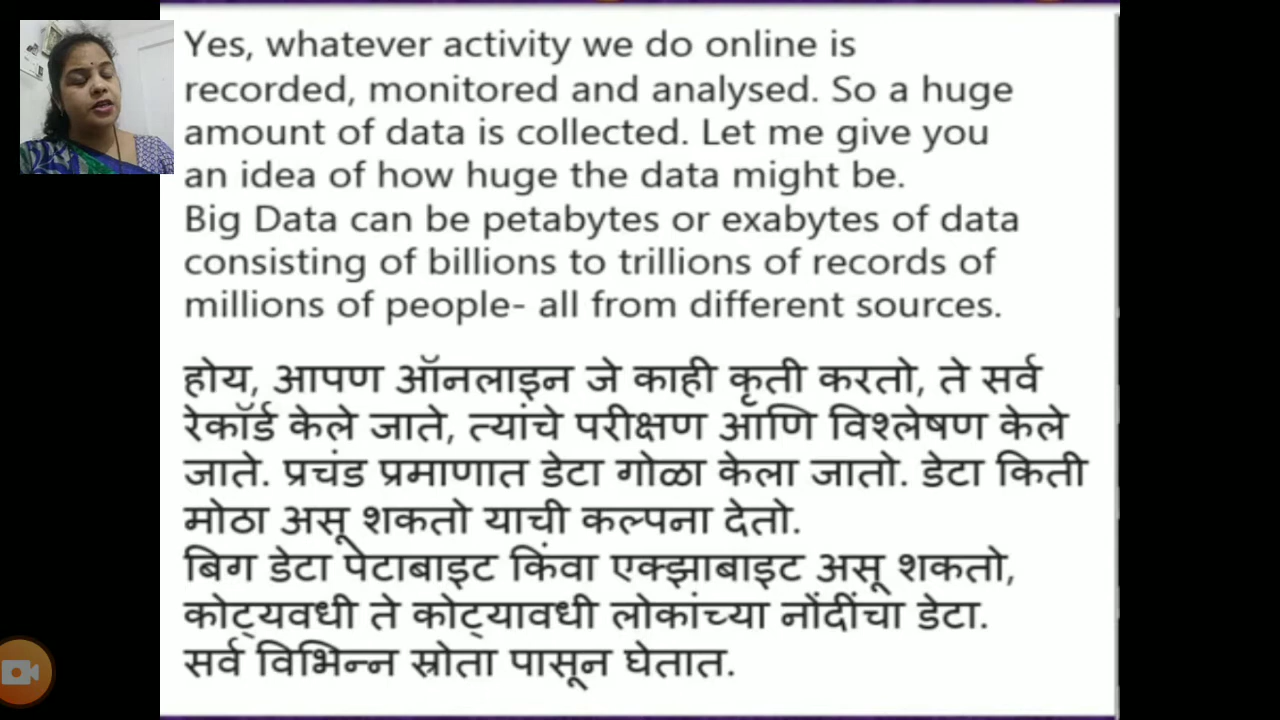 Yes, whatever activity we do online is
recorded, monitored and analysed. So a huge
amount of data is collected. Let me give you
an idea of how huge the data might be.
Big Data can be petabytes or exabytes of data
consisting of billions to trillions of records of
millions of people- all from different sources.
होय, आपण ऑनलाइन जे काही कृती करतो, ते सर्व
रेकॉर्ड केले जाते, त्यांचे परीक्षण आणि विश्लेषण केले
जाते. प्रचंड प्रमाणात डेटा गोळा केला जातो. डेटा किती
मोठा असू शकतो याची कल्पना देतो.
बिग डेटा पेटाबाइट किंवा एक्झाबाइट असू शकतो,
कोट्यवधी ते कोट्यावधी लोकांच्या नोंदींचा डेटा.
सर्व विभिन्न स्रोता पासून घेतात.